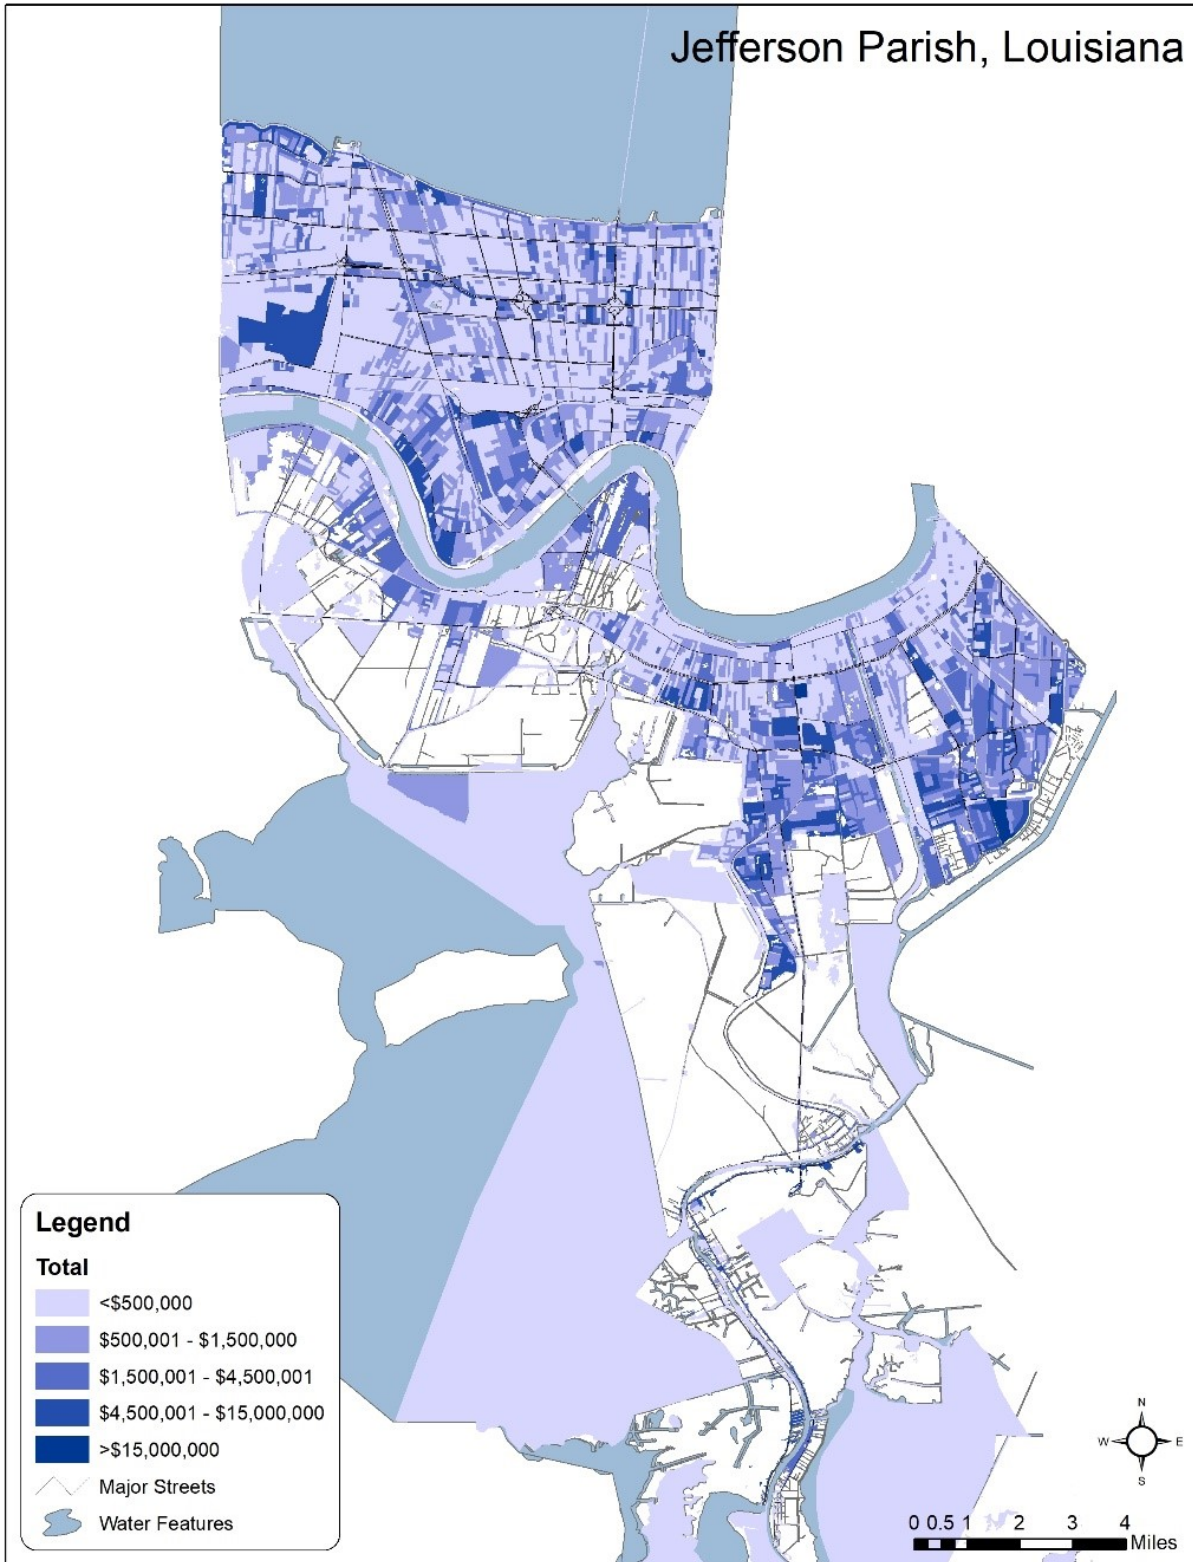 Jefferson Parish, Louisiana
Legend
Total
<$500,000
$500,001 - $1,500,000
$1,500,001 - $4,500,001
$4,500,001 - $15,000,000
>$15,000,000
Major Streets
Water Features
N
W E
S
0 0.5 1 2 3 4
Miles